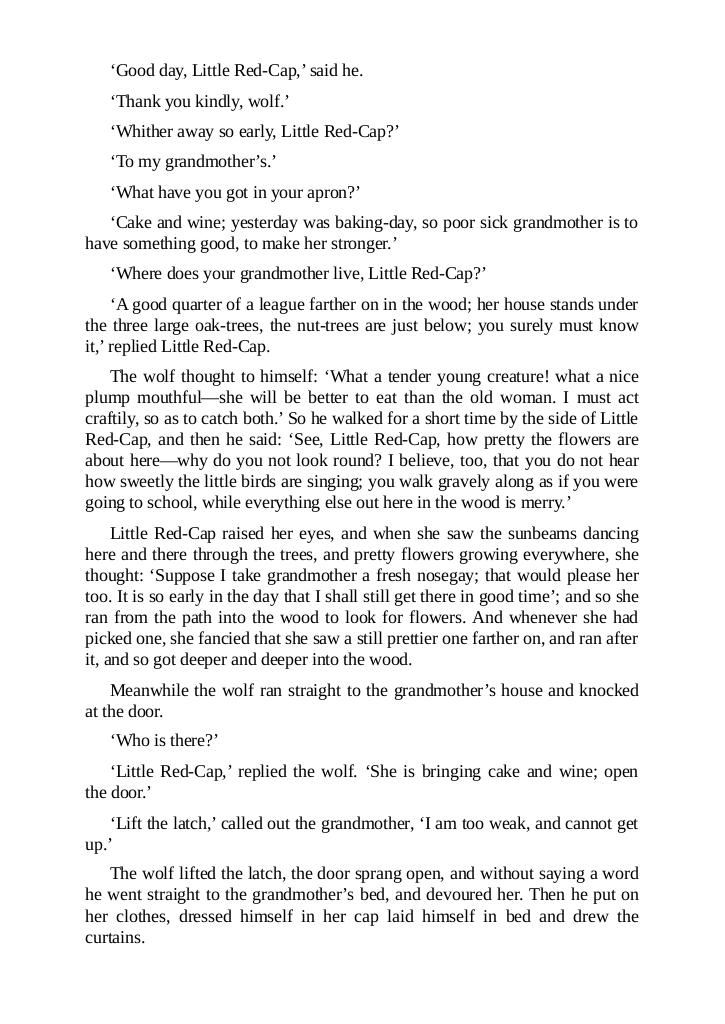 ‘Good day, Little Red-Cap,’ said he.
‘Thank you kindly, wolf.’
‘Whither away so early, Little Red-Cap?’
‘To my grandmother’s.’
‘What have you got in your apron?’
‘Cake and wine; yesterday was baking-day, so poor sick grandmother is to
have something good, to make her stronger.’
‘Where does your grandmother live, Little Red-Cap?’
‘A good quarter of a league farther on in the wood; her house stands under
the three large oak-trees, the nut-trees are just below; you surely must know
it,’ replied Little Red-Cap.
The wolf thought to himself: ‘What a tender young creature! what a nice
plump mouthful—she will be better to eat than the old woman. I must act
craftily, so as to catch both.’ So he walked for a short time by the side of Little
Red-Cap, and then he said: ‘See, Little Red-Cap, how pretty the flowers are
about here—why do you not look round? I believe, too, that you do not hear
how sweetly the little birds are singing; you walk gravely along as if you were
going to school, while everything else out here in the wood is merry.’
Little Red-Cap raised her eyes, and when she saw the sunbeams dancing
here and there through the trees, and pretty flowers growing everywhere, she
thought: ‘Suppose I take grandmother a fresh nosegay; that would please her
too. It is so early in the day that I shall still get there in good time’; and so she
ran from the path into the wood to look for flowers. And whenever she had
picked one, she fancied that she saw a still prettier one farther on, and ran after
it, and so got deeper and deeper into the wood.
Meanwhile the wolf ran straight to the grandmother’s house and knocked
at the door.
‘Who is there?’
‘Little Red-Cap,’ replied the wolf. ‘She is bringing cake and wine; open
the door.’
‘Lift the latch,’ called out the grandmother, ‘I am too weak, and cannot get
up.’
The wolf lifted the latch, the door sprang open, and without saying a word
he went straight to the grandmother’s bed, and devoured her. Then he put on
her clothes, dressed himself in her cap laid himself in bed and drew the
curtains.